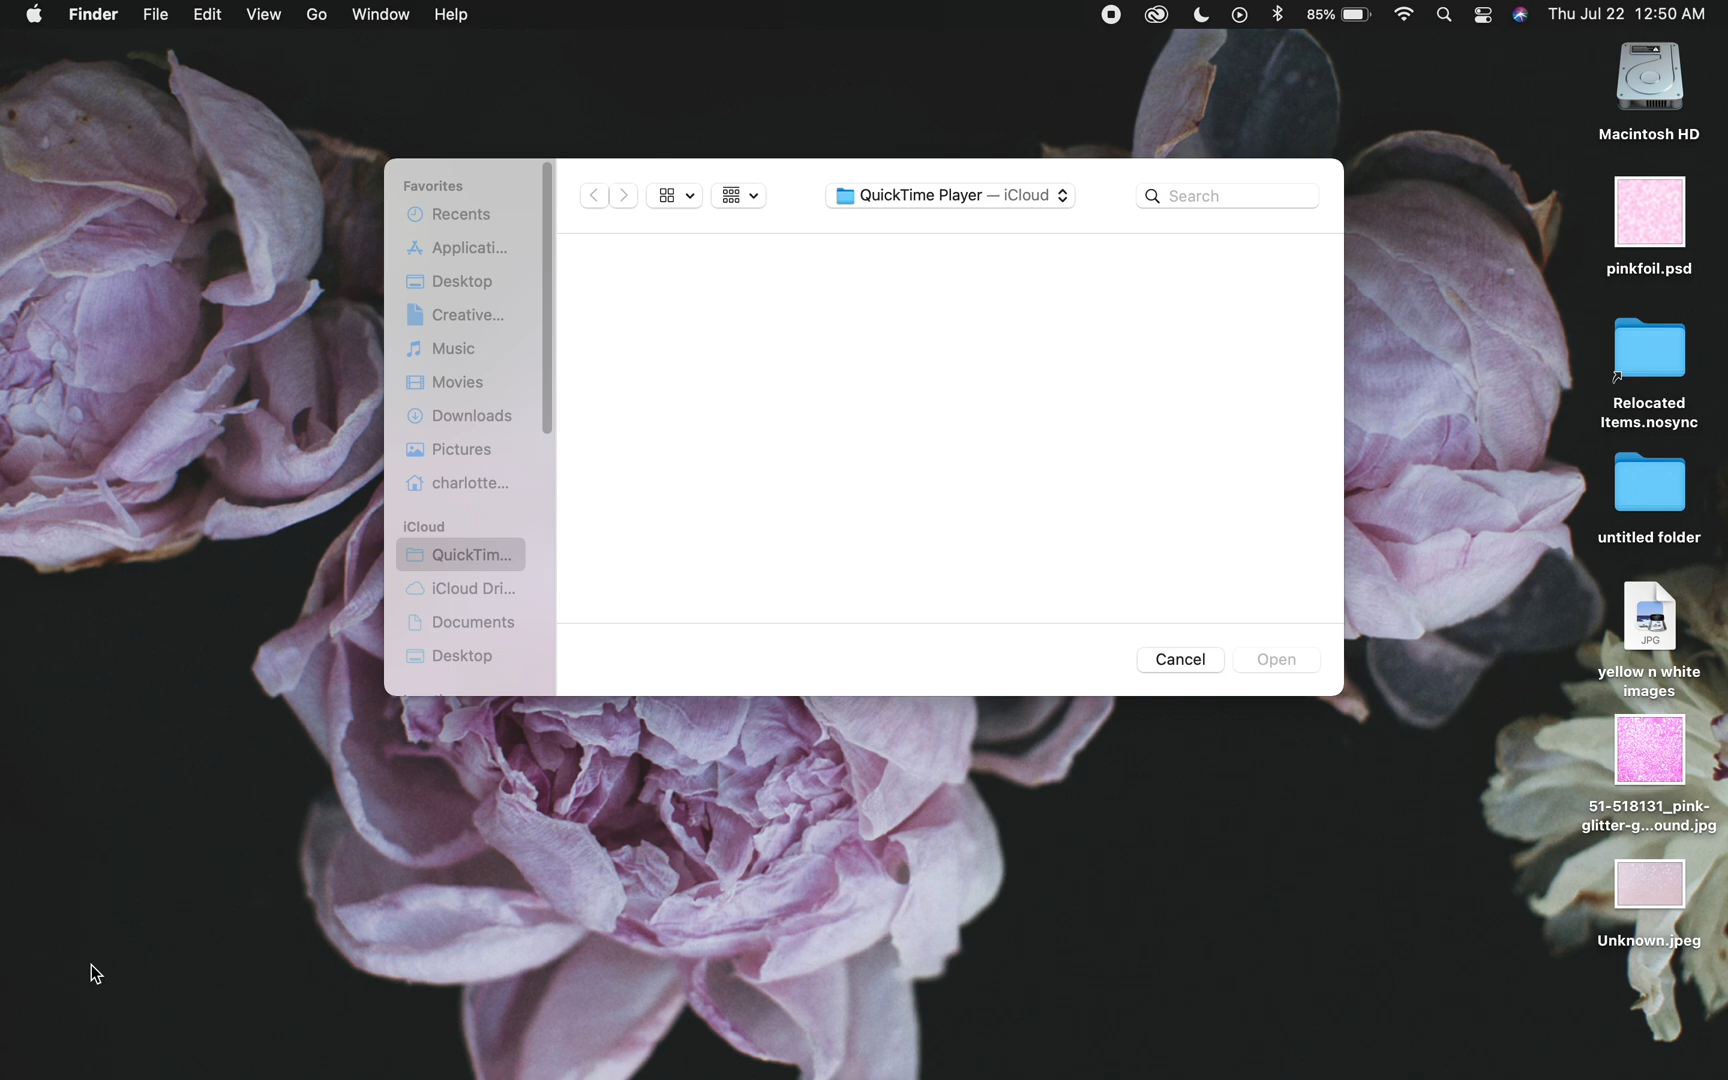 Finder File Edit View Go Window Help 85% Thu Jul 22 12:50 AM
Macintosh HD
pinkfoil.psd
Relocated
Items.nosync
untitled folder
JPG
yellow n white
images
51-518131_pink-
glitter-g...ound.jpg
Unknown.jpeg
Favorites
Recents
Applicati...
Desktop
Creative...
Music
Movies
Downloads
Pictures
charlotte...
iCloud
QuickTim...
iCloud Dri...
Documents
Desktop
QuickTime Player — iCloud
Search
Cancel Open